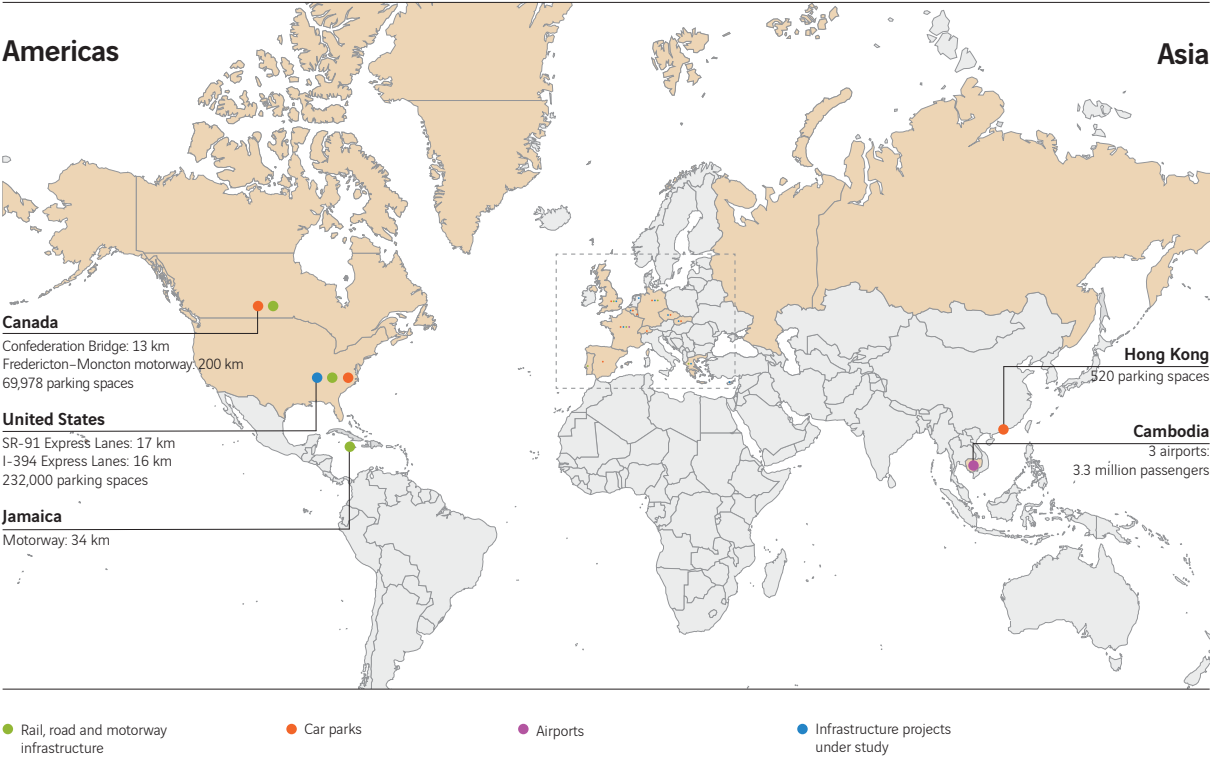 Americas
Asia
Canada
Confederation Bridge: 13 km
Fredericton–Moncton motorway: 200 km
69,978 parking spaces
United States
SR-91 Express Lanes: 17 km
I-394 Express Lanes: 16 km
232,000 parking spaces
Jamaica
Motorway: 34 km
Hong Kong
520 parking spaces
Cambodia
3 airports:
3.3 million passengers
Rail, road and motorway
infrastructure
Car parks
Airports
Infrastructure projects
under study